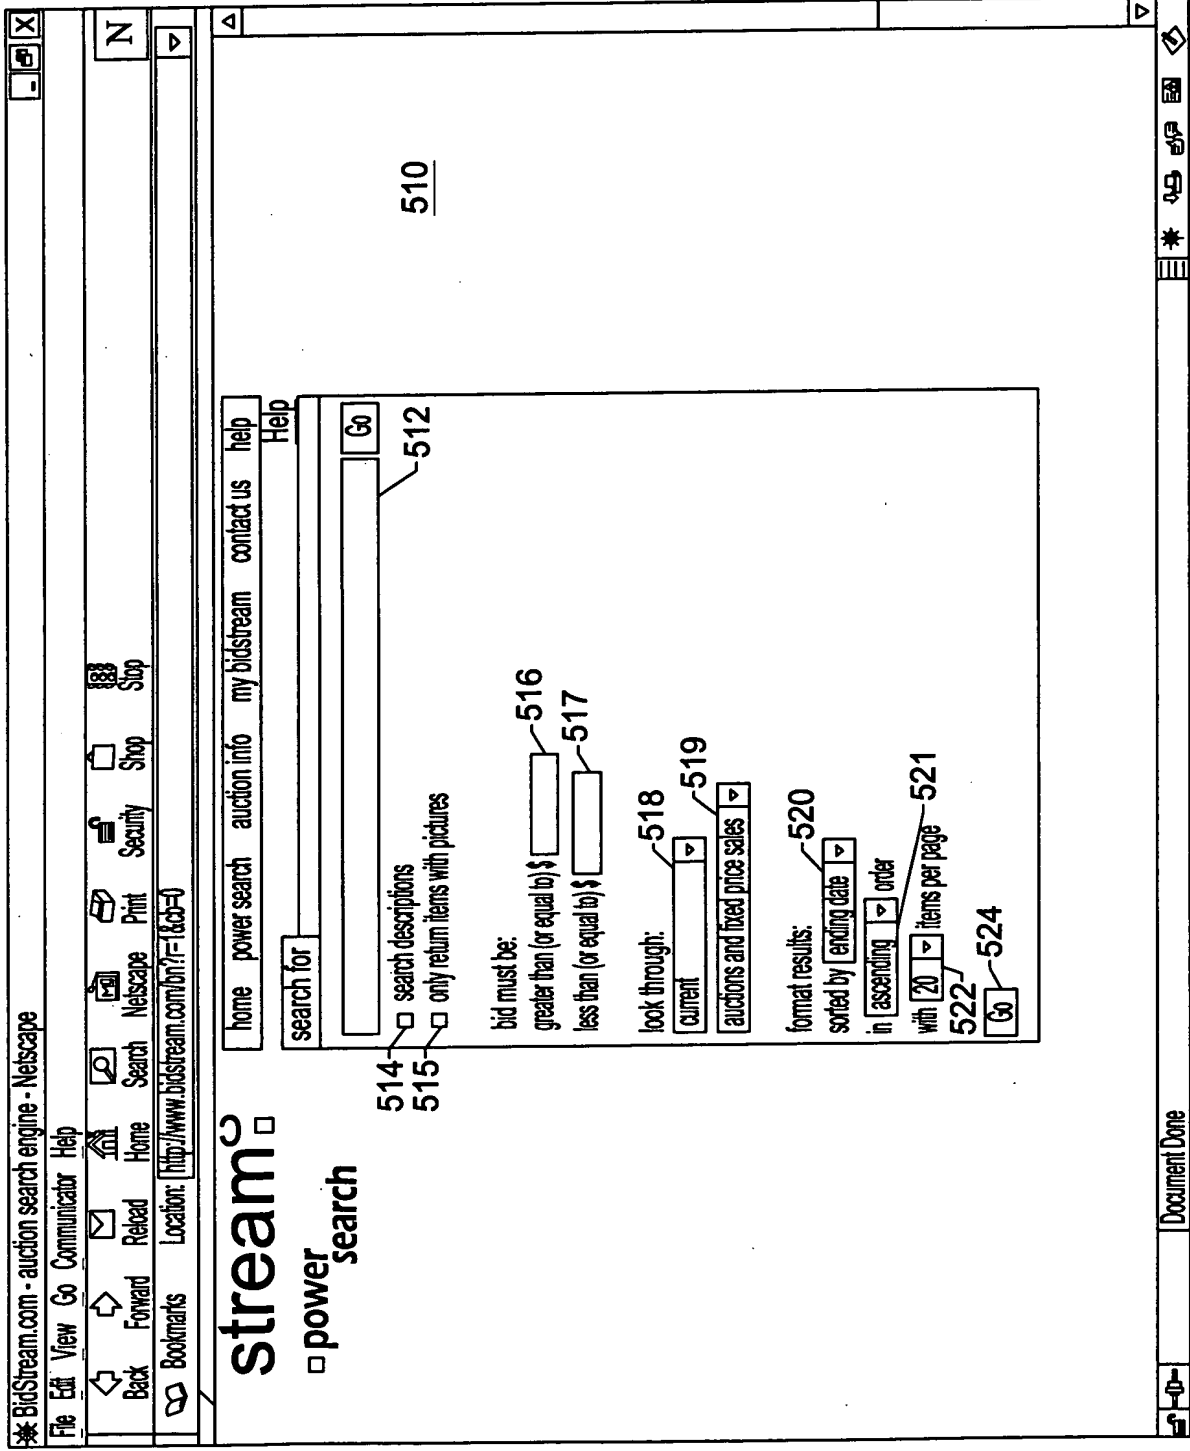 BidStream.com - auction search engine - Netscape
File Edit View Go Communicator Help
Back Forward Reload Home Search Netscape Print Security Shop Stop
N
Bookmarks Location: http://www.bidstream.com/bn?r=1&cb=0
stream
power
search
home power search auction info my bidstream contact us help
Help
search for
Go
512
514 search descriptions
515 only return items with pictures
510
bid must be:
greater than (or equal to) $ 516
less than (or equal to) $ 517
look through:
current 518
auctions and fixed price sales 519
format results:
sorted by ending date 520
in ascending order 521
with 20 items per page
522
Go 524
Document Done